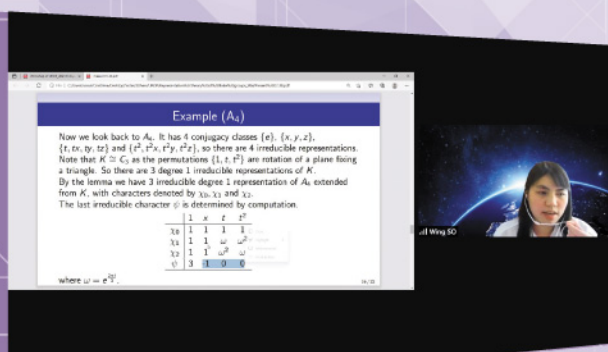 Example (A₄)
Now we look back to A₄. It has 4 conjugacy classes {e}, {x, y, z},
{t, tx, ty, tz} and {t², t²x, t²y, t²z}, so there are 4 irreducible representations.
Note that K ≅ C₃ as the permutations {1, t, t²} are rotation of a plane fixing
a triangle. So there are 3 degree 1 irreducible representations of K.
By the lemma we have 3 irreducible degree 1 representation of A₄ extended
from K, with characters denoted by χ₀, χ₁ and χ₂.
The last irreducible character ψ is determined by computation.
1 x t t²
χ₀ 1 1 1 1
χ₁ 1 1 ω ω²
χ₂ 1 1 ω² ω
ψ 3 -1 0 0
where ω =
Wing SO